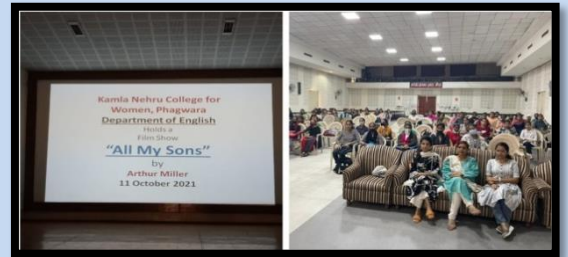 Kamla Nehru College for
Women, Phagwara
Department of English
Holds a
Film Show
"All My Sons"
by
Arthur Miller
11 October 2021